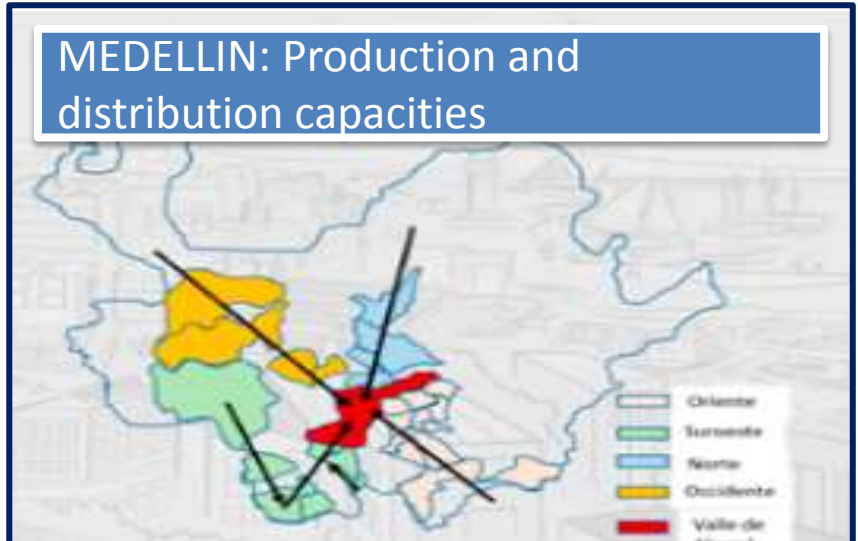 MEDELLIN: Production and
distribution capacities
Oriente
Suroeste
Norte
Occidente
Valle de